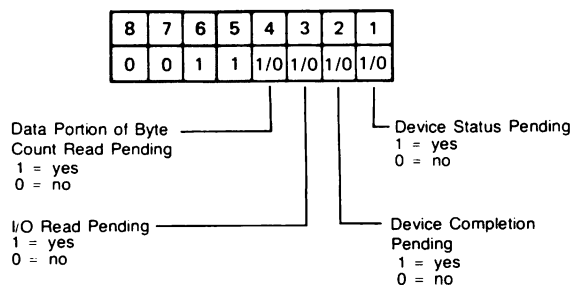 8 7 6 5 4 3 2 1
0 0 1 1 1/0 1/0 1/0 1/0
Data Portion of Byte
Count Read Pending
1 = yes
0 = no
Device Status Pending
1 = yes
0 = no
I/O Read Pending
1 = yes
0 = no
Device Completion
Pending
1 = yes
0 = no